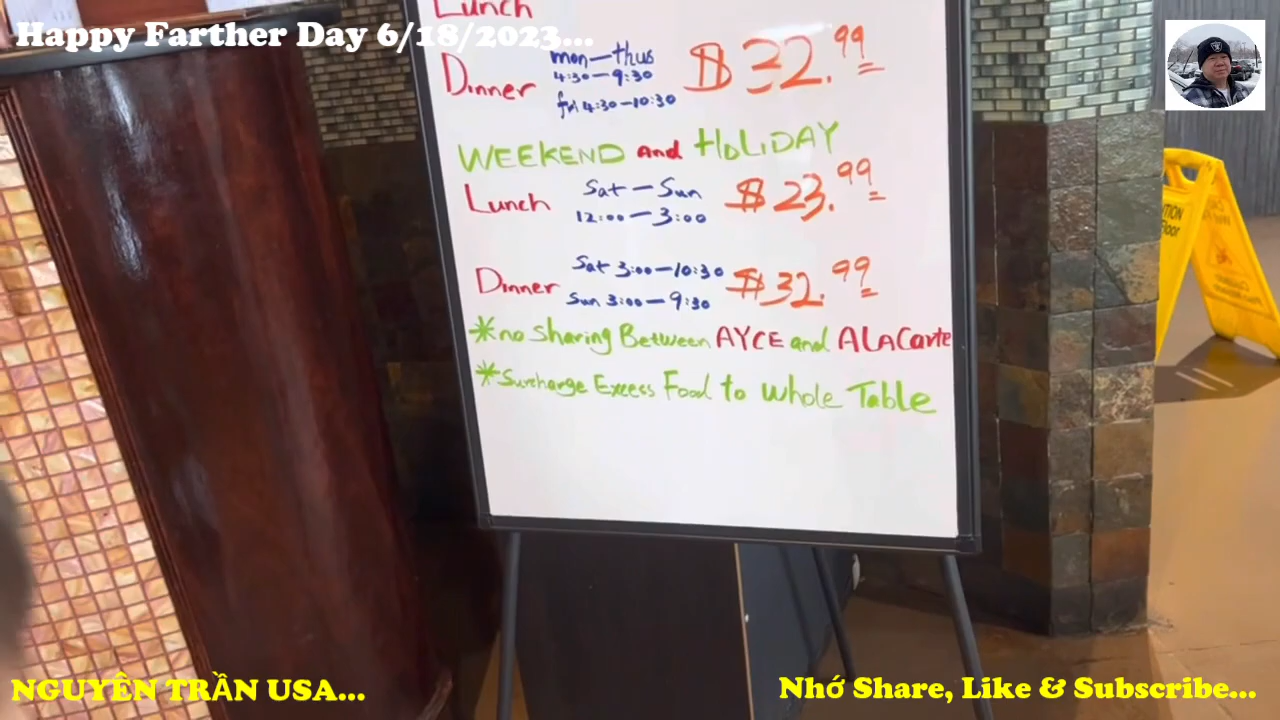 Happy Farther Day 6/18/2023...
Lunch
Dinner mon—thus $32.99
4:30—9:30
fri 4:30—10:30
WEEKEND and HoLiDAY
Lunch Sat—Sun $23.99
12:00—3:00
Dinner Sat 3:00—10:30 $32.99
Sun 3:00—9:30
*no sharing Between AYCE and ALACarte
*Surcharge Excess Food to whole Table
floor
NGUYÊN TRẦN USA...
Nhớ Share, Like & Subscribe...